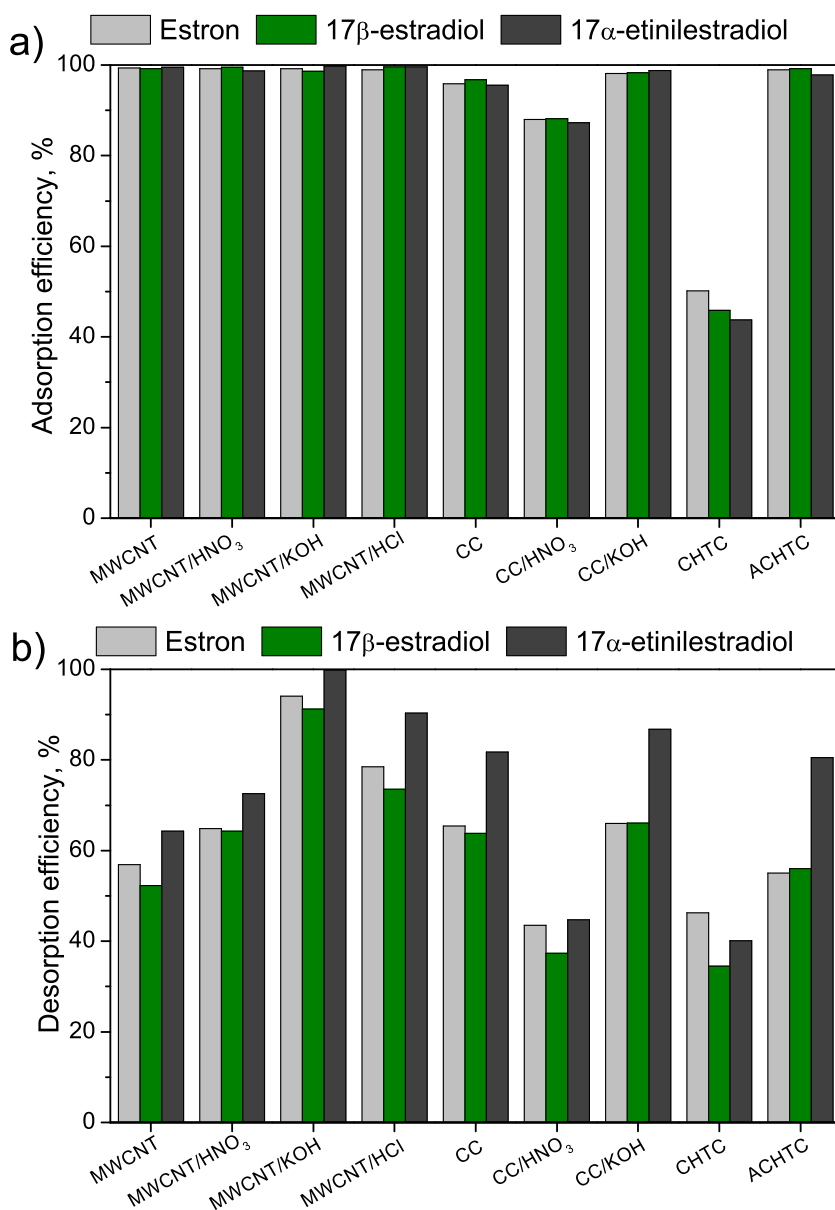 a) Estron 17β-estradiol 17α-etinilestradiol
Adsorption efficiency, %
100
80
60
40
20
0
MWCNT MWCNT/HNO₃ MWCNT/KOH MWCNT/HCl CC CC/HNO₃ CC/KOH CHTC ACHTC
b) Estron 17β-estradiol 17α-etinilestradiol
Desorption efficiency, %
100
80
60
40
20
0
MWCNT MWCNT/HNO₃ MWCNT/KOH MWCNT/HCl CC CC/HNO₃ CC/KOH CHTC ACHTC